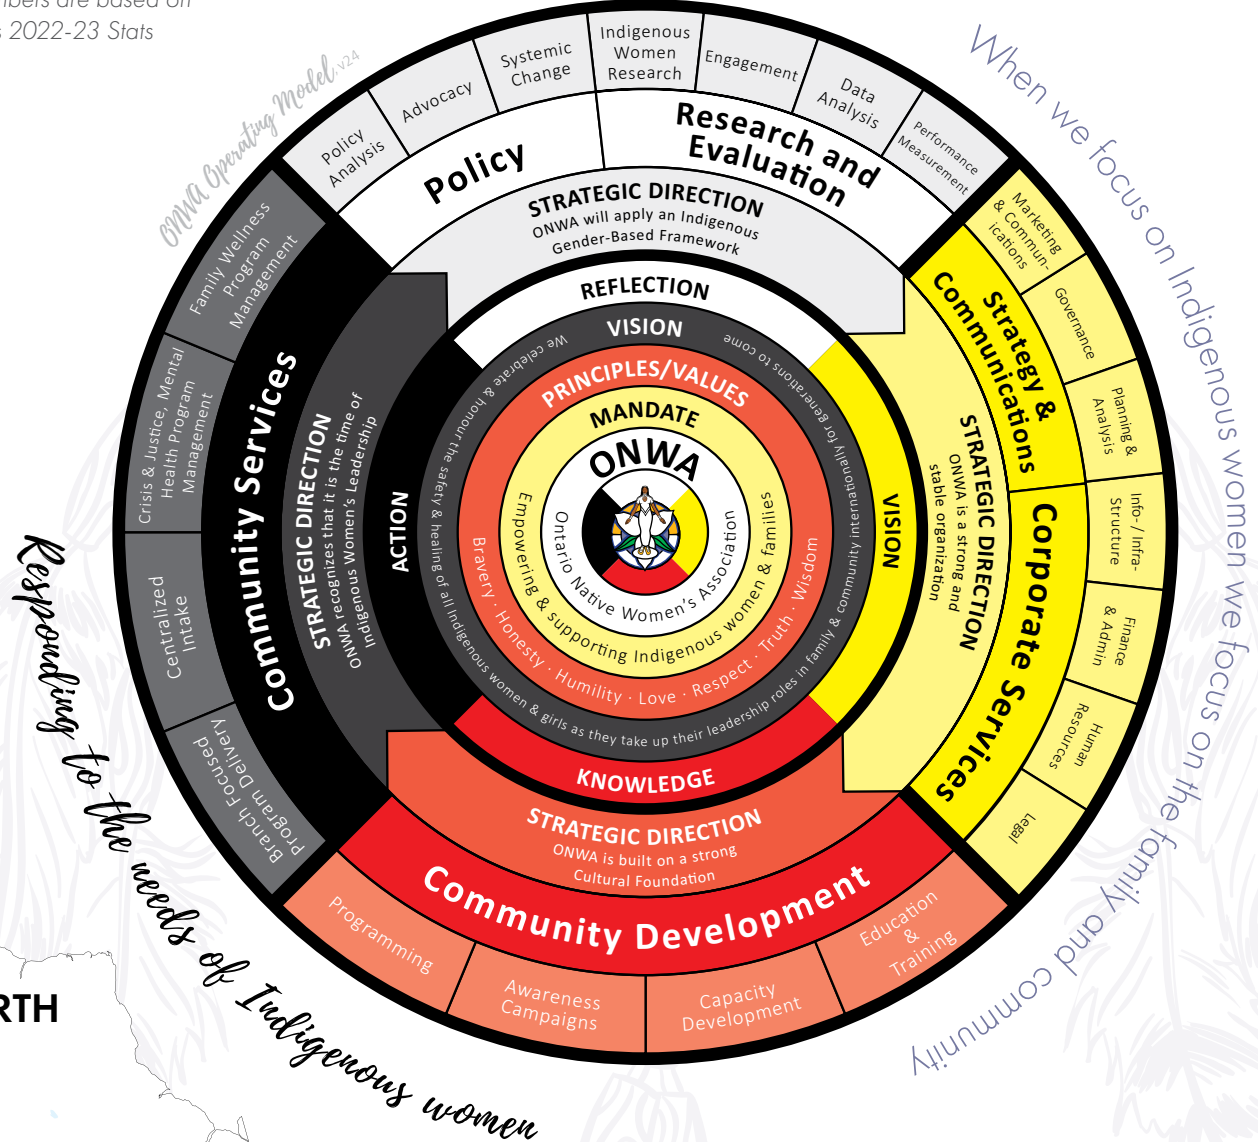 are based on
2022-23 Stats
ONWA Operating Model, v24
When we focus on Indigenous women we focus on the family and community
Responding to the needs of Indigenous women
Policy
Analysis
Advocacy
Systemic
Change
Indigenous
Women
Research
Engagement
Data
Analysis
Performance
Measurement
Policy
Research and
Evaluation
STRATEGIC DIRECTION
ONWA will apply an Indigenous
Gender-Based Framework
REFLECTION
Marketing
& Commun-
ications
Governance
Planning &
Analysis
Info- / Infra-
Structure
Finance
& Admin
Human
Resources
Legal
Strategy &
Communications
Corporate Services
STRATEGIC DIRECTION
ONWA is a strong and
stable organization
VISION
Family Wellness
Program
Management
Crisis & Justice, Mental
Health Program
Management
Centralized
Intake
Branch Focused
Program Delivery
Community Services
STRATEGIC DIRECTION
ONWA recognizes that it is the time of
Indigenous Women's Leadership
ACTION
VISION
We celebrate & honour the safety & healing of all Indigenous women & girls as they take up their leadership roles in family & community internationally for generations to come
PRINCIPLES/VALUES
Bravery · Honesty · Humility · Love · Respect · Truth · Wisdom
MANDATE
Empowering & supporting Indigenous women & families
ONWA
Ontario Native Women's Association
KNOWLEDGE
STRATEGIC DIRECTION
ONWA is built on a strong
Cultural Foundation
Community Development
Programming
Awareness
Campaigns
Capacity
Development
Education
&
Training
RTH